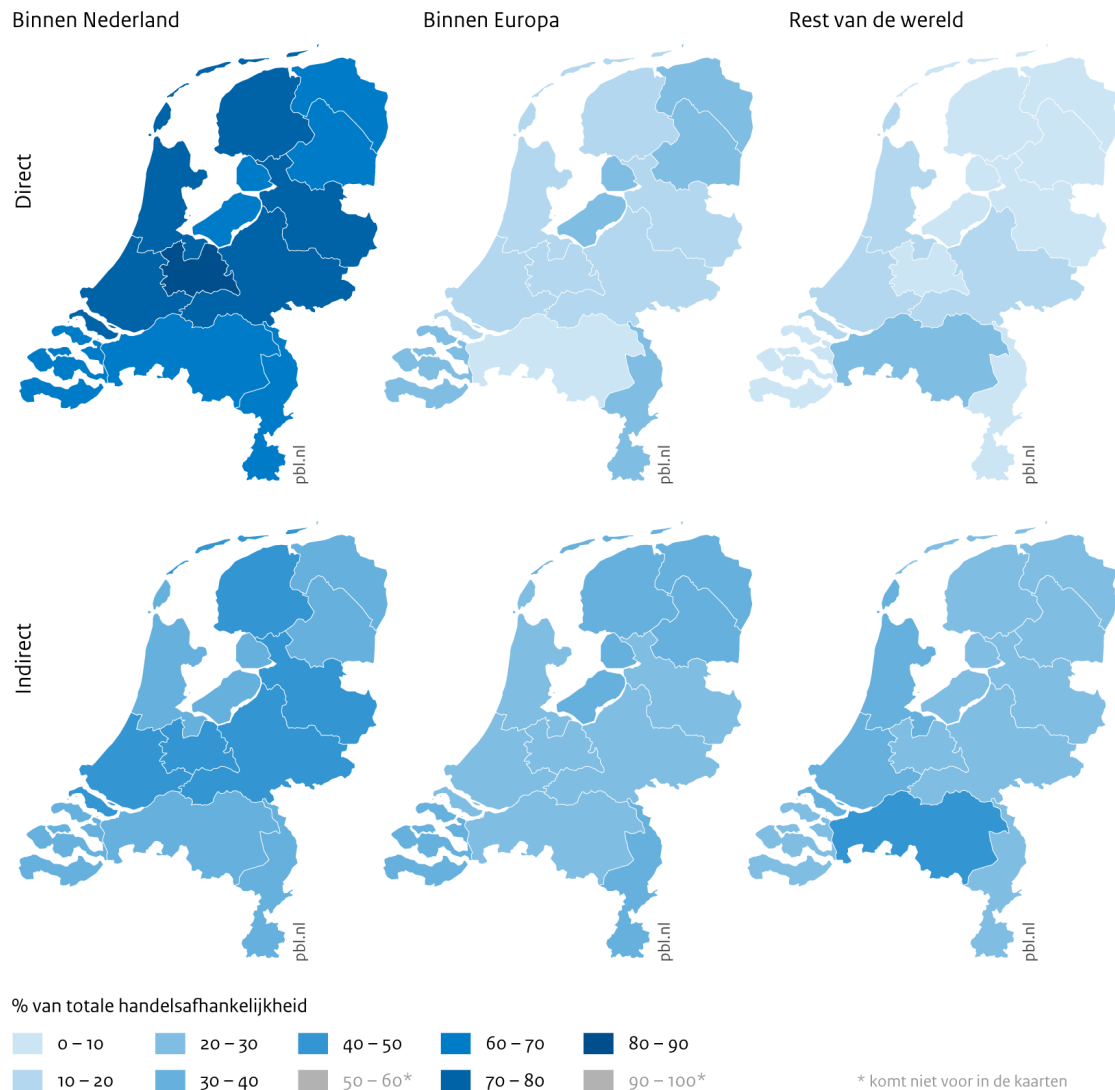 Binnen Nederland
Binnen Europa
Rest van de wereld
Direct
pbl.nl
pbl.nl
pbl.nl
Indirect
pbl.nl
pbl.nl
pbl.nl
% van totale handelsafhankelijkheid
0 – 10
20 – 30
40 – 50
60 – 70
80 – 90
10 – 20
30 – 40
50 – 60*
70 – 80
90 – 100*
* komt niet voor in de kaarten